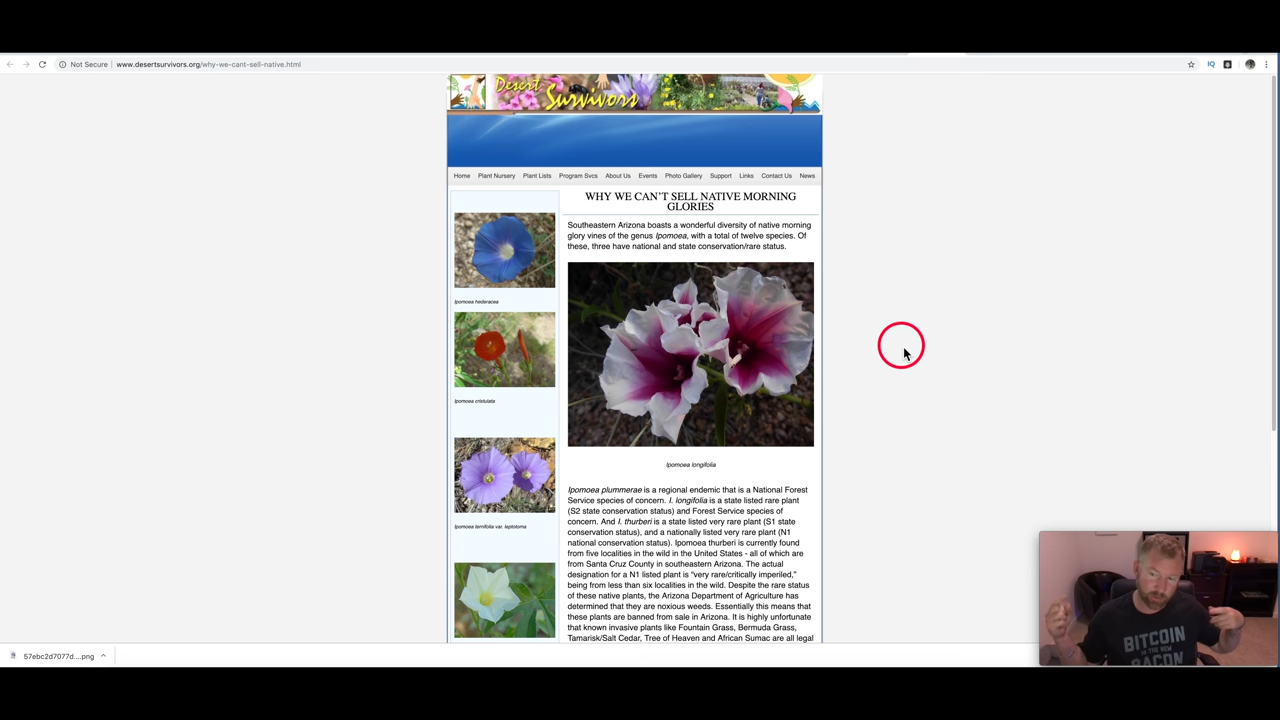 Not Secure
www.desertsurvivors.org/why-we-cant-sell-native.html
IQ
Desert
Survivors
Home Plant Nursery Plant Lists Program Svcs About Us Events Photo Gallery Support Links Contact Us News
WHY WE CAN'T SELL NATIVE MORNING
GLORIES
Southeastern Arizona boasts a wonderful diversity of native morning
glory vines of the genus Ipomoea, with a total of twelve species. Of
these, three have national and state conservation/rare status.
Ipomoea hederacea
Ipomoea cristulata
Ipomoea longifolia
Ipomoea ternifolia var. leptotoma
Ipomoea plummerae is a regional endemic that is a National Forest
Service species of concern. I. longifolia is a state listed rare plant
(S2 state conservation status) and Forest Service species of
concern. And I. thurberi is a state listed very rare plant (S1 state
conservation status), and a nationally listed very rare plant (N1
national conservation status). Ipomoea thurberi is currently found
from five localities in the wild in the United States - all of which are
from Santa Cruz County in southeastern Arizona. The actual
designation for a N1 listed plant is “very rare/critically imperiled,”
being from less than six localities in the wild. Despite the rare status
of these native plants, the Arizona Department of Agriculture has
determined that they are noxious weeds. Essentially this means that
these plants are banned from sale in Arizona. It is highly unfortunate
that known invasive plants like Fountain Grass, Bermuda Grass,
Tamarisk/Salt Cedar, Tree of Heaven and African Sumac are all legal
57ebc2d7077d....png
BITCOIN
IS THE NEW
BACON